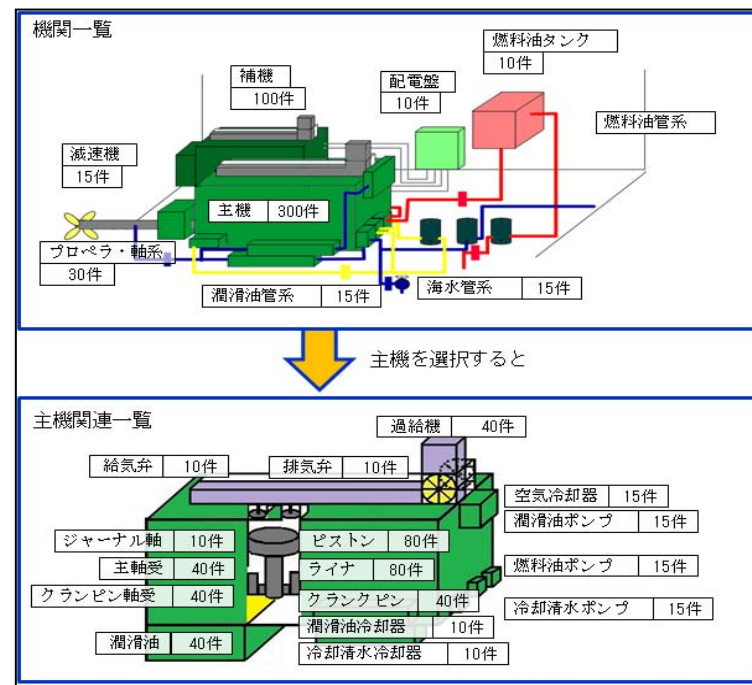 機関一覧
燃料油タンク
10件
補機
100件
配電盤
10件
燃料油管系
減速機
15件
主機 300件
プロペラ・軸系
30件
潤滑油管系 15件
海水管系 15件
主機を選択すると
主機関連一覧
過給機 40件
給気弁 10件
排気弁 10件
空気冷却器 15件
潤滑油ポンプ 15件
ジャーナル軸 10件
ピストン 80件
主軸受 40件
ライナ 80件
燃料油ポンプ 15件
クランピン軸受 40件
クランクピン 40件
冷却清水ポンプ 15件
潤滑油 40件
潤滑油冷却器 10件
冷却清水冷却器 10件